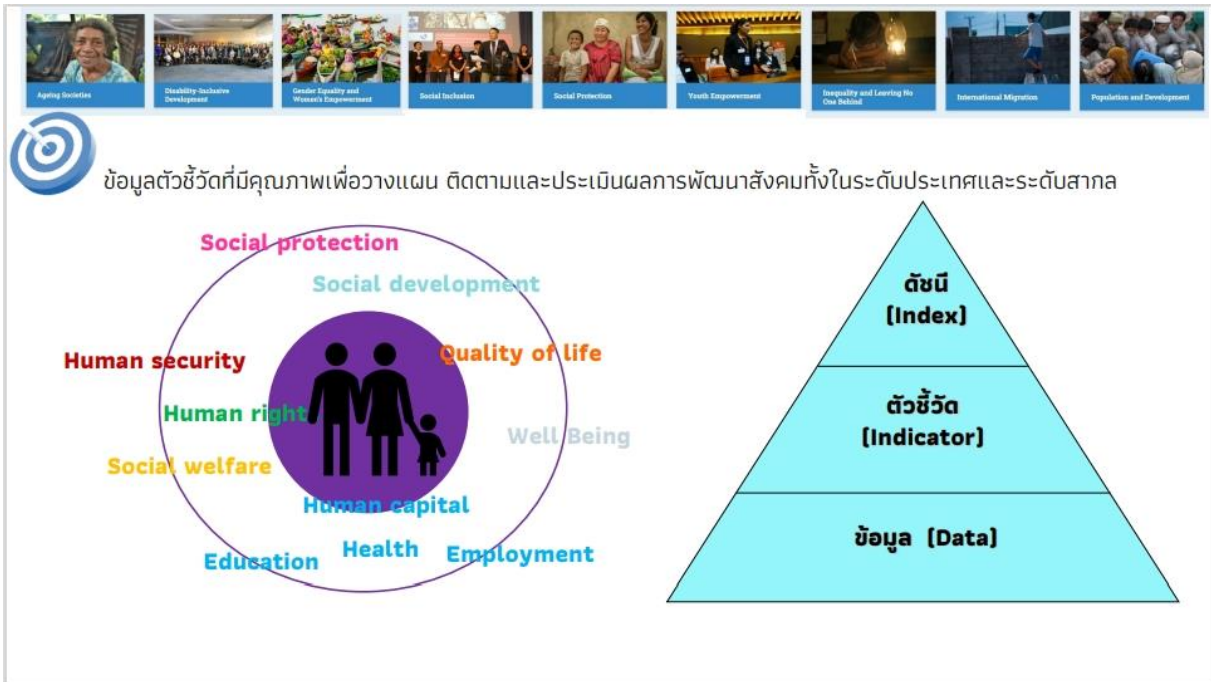 Ageing Societies
Disability-Inclusive
Development
Gender Equality and
Women's Empowerment
Social Inclusion
Social Protection
Youth Empowerment
Inequality and Leaving No
One Behind
International Migration
Population and Development
ข้อมูลตัวชี้วัดที่มีคุณภาพเพื่อวางแผน ติดตามและประเมินผลการพัฒนาสังคมทั้งในระดับประเทศและระดับสากล
Social protection
Social development
Human security
Quality of life
Human right
Well Being
Social welfare
Human capital
Health
Education
Employment
ดัชนี
(Index)
ตัวชี้วัด
(Indicator)
ข้อมูล (Data)